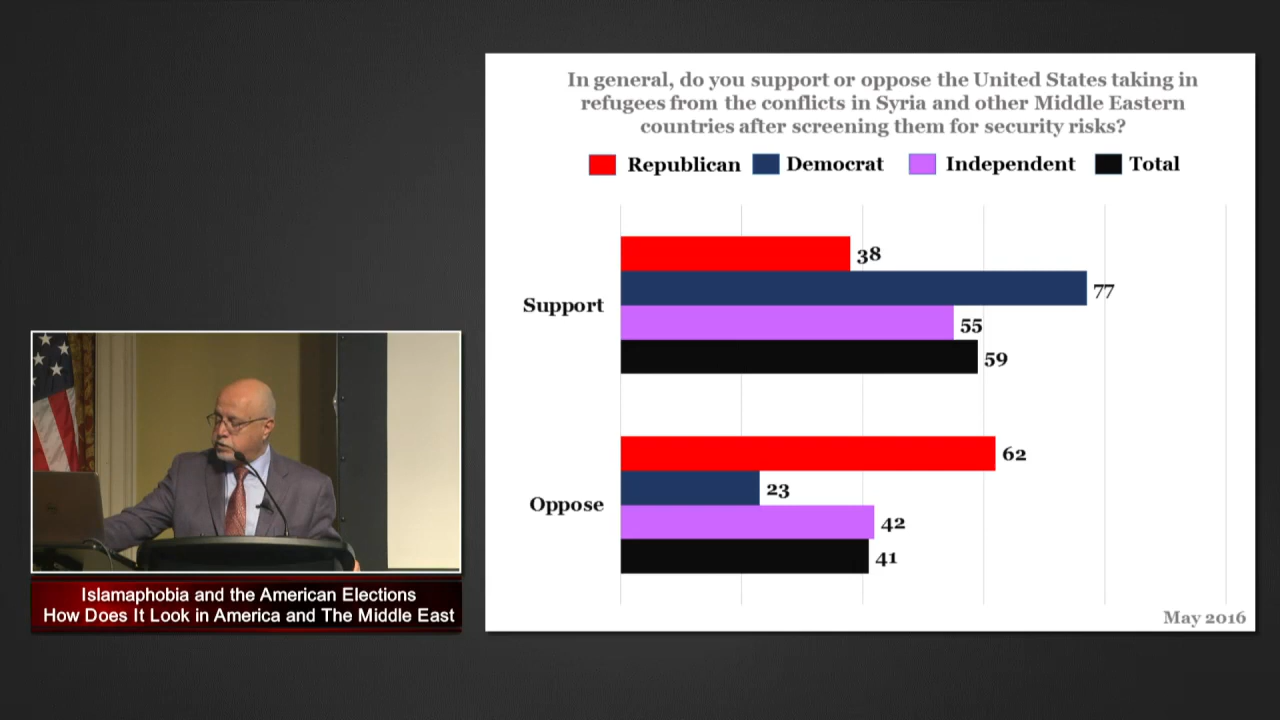 In general, do you support or oppose the United States taking in
refugees from the conflicts in Syria and other Middle Eastern
countries after screening them for security risks?
Republican Democrat Independent Total
Support
38
77
55
59
Oppose
62
23
42
41
May 2016
Islamaphobia and the American Elections
How Does It Look in America and The Middle East